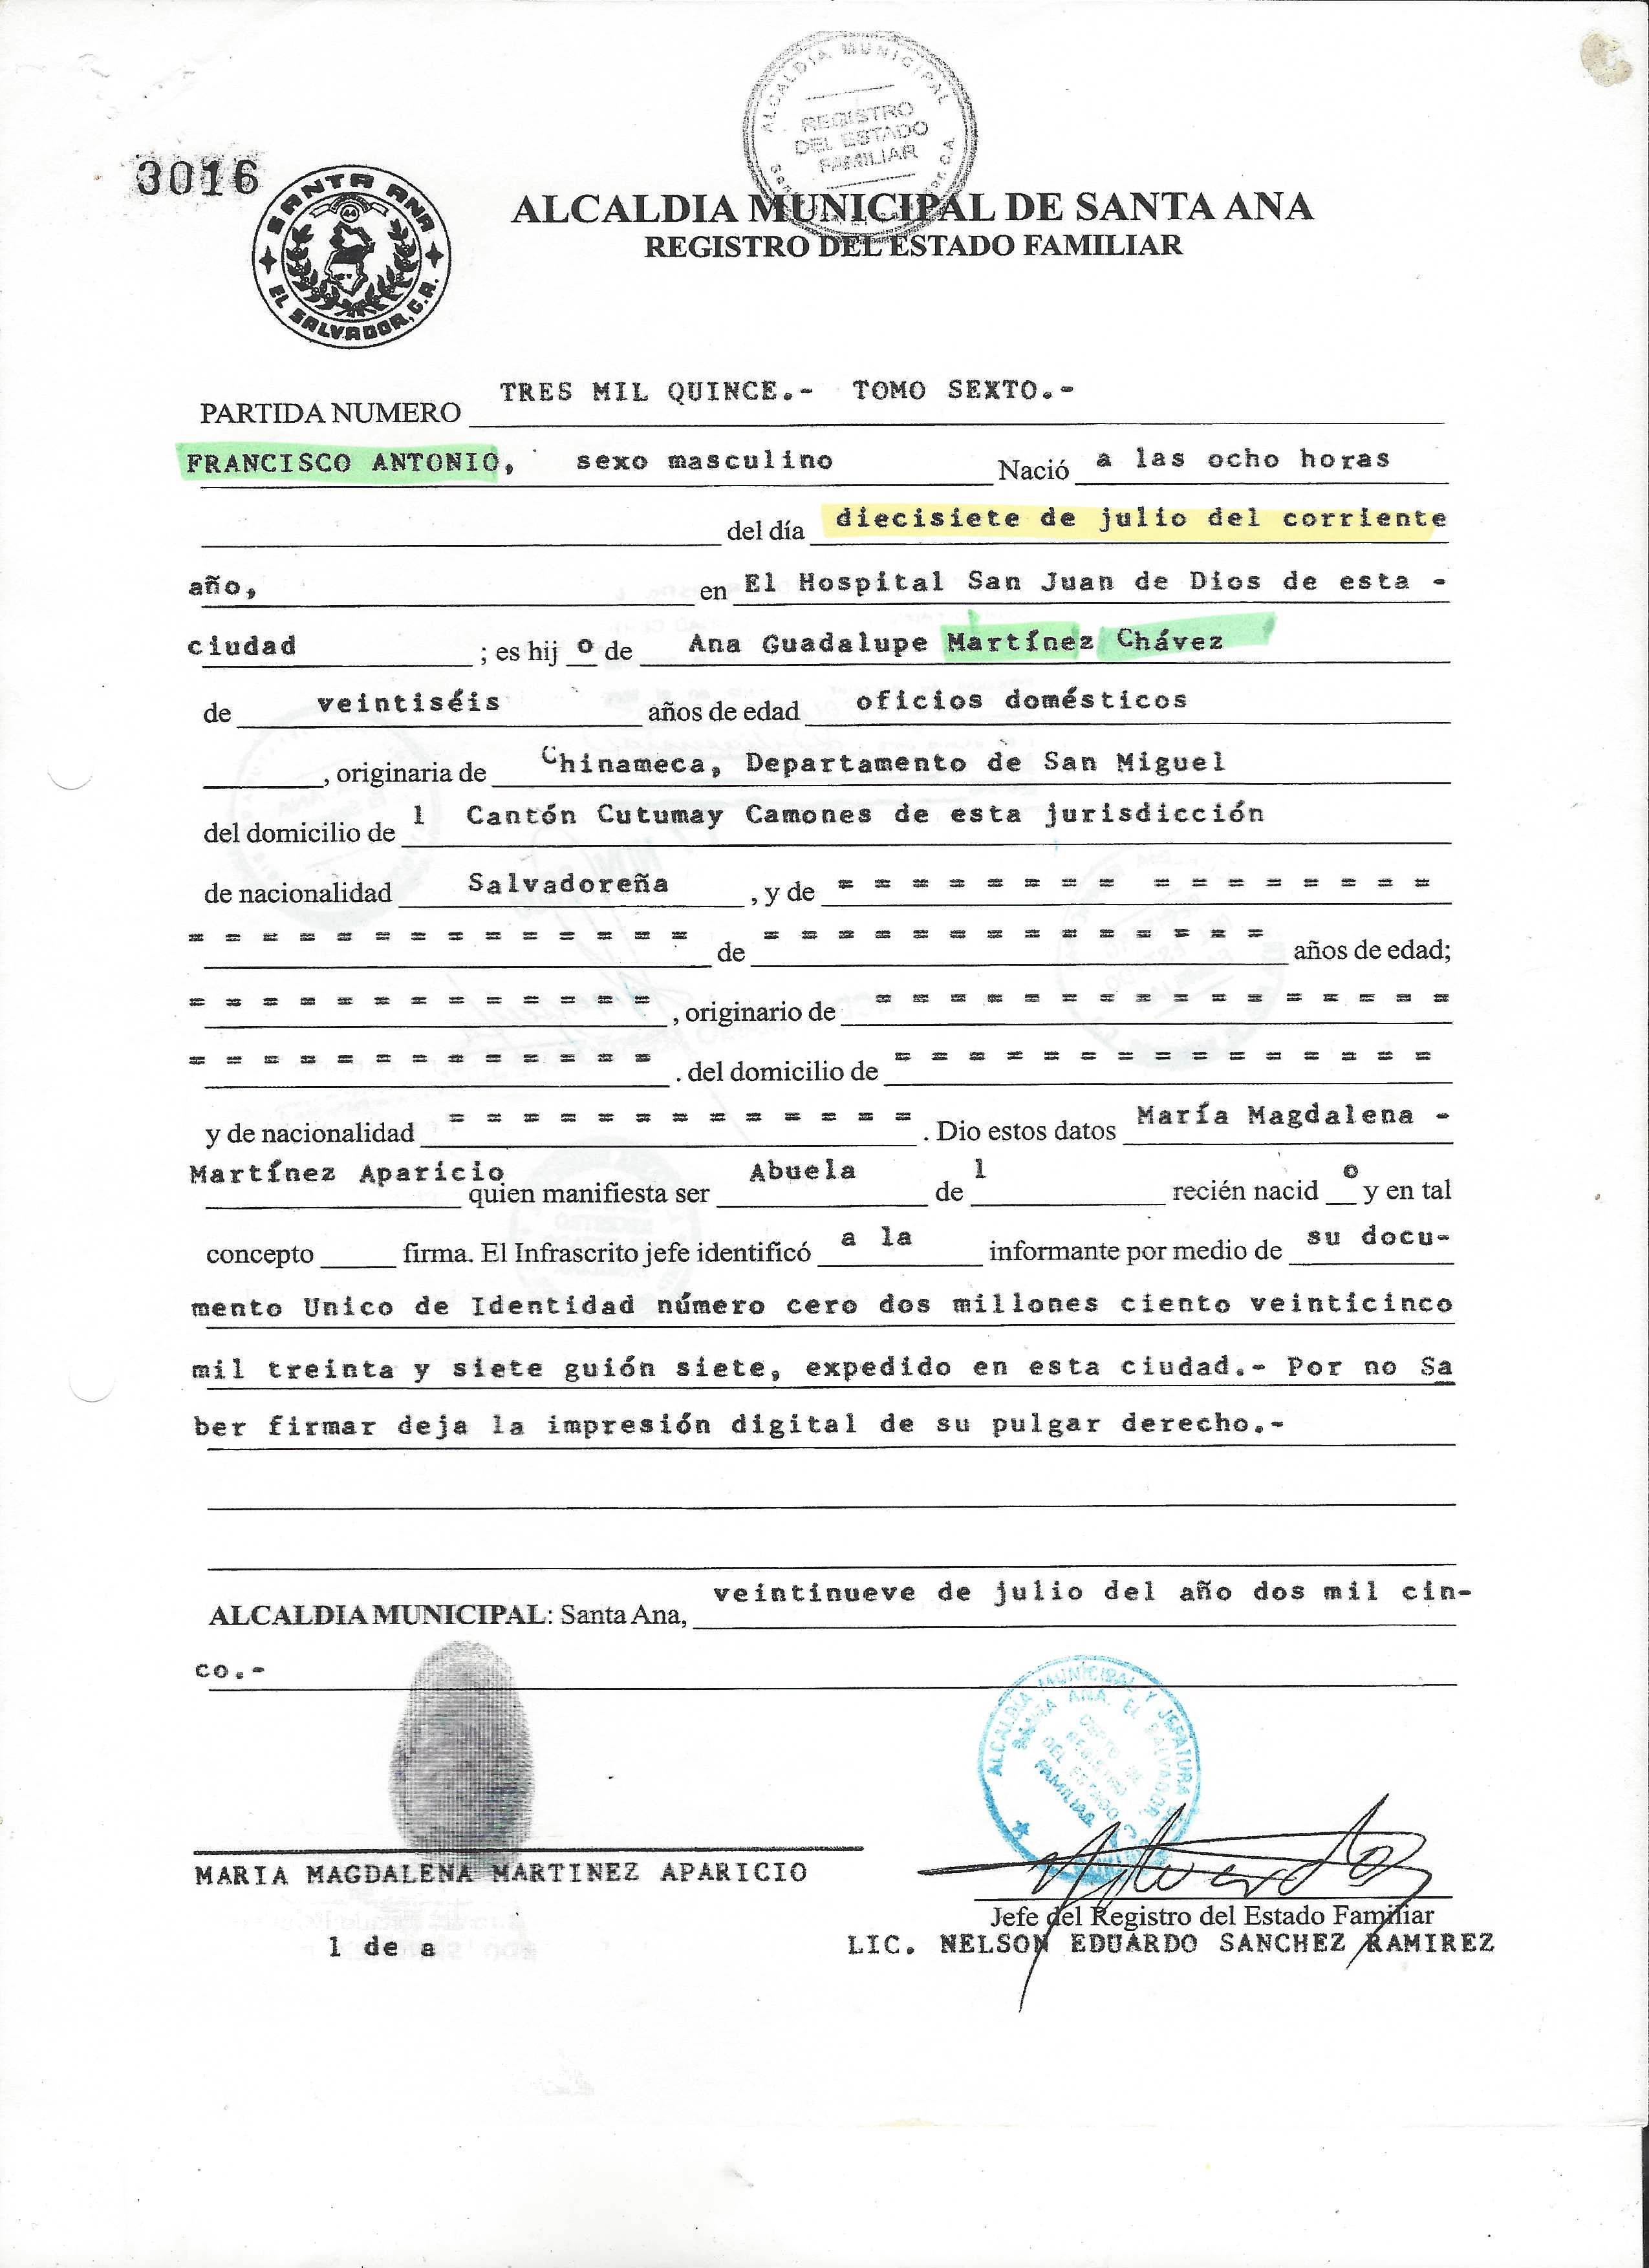 ALCALDIA MUNICIPAL
REGISTRO
DEL ESTADO
FAMILIAR
3016
SANTA ANA
44
EL SALVADOR, C.A.
ALCALDIA MUNICIPAL DE SANTA ANA
REGISTRO DEL ESTADO FAMILIAR
PARTIDA NUMERO TRES MIL QUINCE.- TOMO SEXTO.-
FRANCISCO ANTONIO, sexo masculino Nació a las ocho horas
del día diecisiete de julio del corriente
año, en El Hospital San Juan de Dios de esta -
ciudad ; es hij o de Ana Guadalupe Martínez Chávez
de veintiséis años de edad oficios domésticos
, originaria de Chinameca, Departamento de San Miguel
del domicilio de l Cantón Cutumay Camones de esta jurisdicción
de nacionalidad Salvadoreña , y de = = = = = = = = = = = = = = = =
= = = = = = = = = = = = = = de = = = = = = = = = = = = = = años de edad;
= = = = = = = = = = = = = , originario de = = = = = = = = = = = = = = = =
= = = = = = = = = = = = = . del domicilio de = = = = = = = = = = = = = = =
y de nacionalidad = = = = = = = = = = = = = . Dio estos datos María Magdalena -
Martínez Aparicio quien manifiesta ser Abuela de l recién nacid o y en tal
concepto firma. El Infrascrito jefe identificó a la informante por medio de su docu-
mento Unico de Identidad número cero dos millones ciento veinticinco
mil treinta y siete guión siete, expedido en esta ciudad.- Por no Sa
ber firmar deja la impresión digital de su pulgar derecho.-
ALCALDIA MUNICIPAL: Santa Ana, veintinueve de julio del año dos mil cin-
co.-
ALCALDIA MUNICIPAL Y JEFATURA
SANTA ANA, EL SALVADOR, C.
REGISTRO
DEL ESTADO
FAMILIAR
MARIA MAGDALENA MARTINEZ APARICIO
Jefe del Registro del Estado Familiar
l de a
LIC. NELSON EDUARDO SANCHEZ RAMIREZ